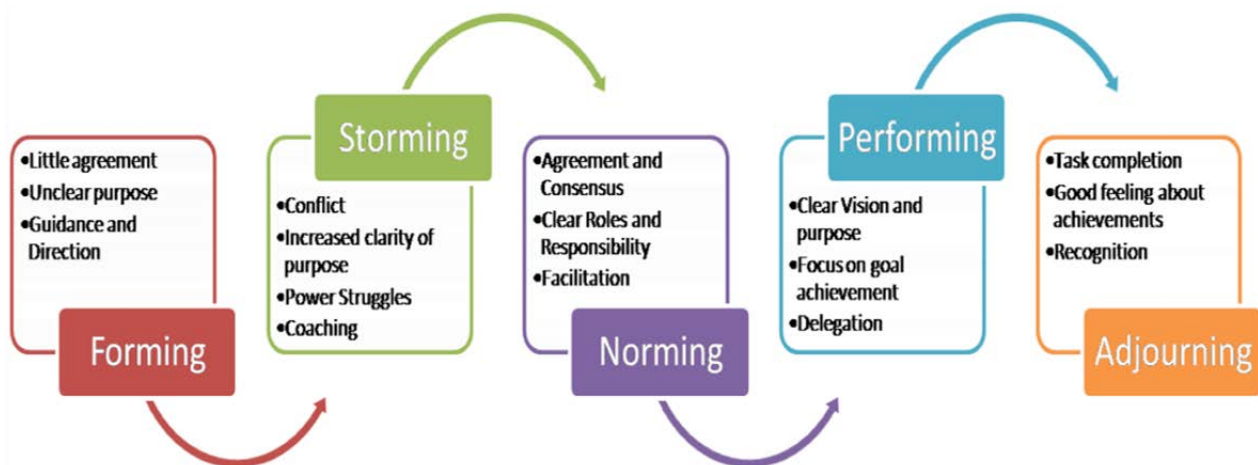 •Little agreement
•Unclear purpose
•Guidance and
Direction
Forming
Storming
•Conflict
•Increased clarity of
purpose
•Power Struggles
•Coaching
•Agreement and
Consensus
•Clear Roles and
Responsibility
•Facilitation
Norming
Performing
•Clear Vision and
purpose
•Focus on goal
achievement
•Delegation
•Task completion
•Good feeling about
achievements
•Recognition
Adjourning